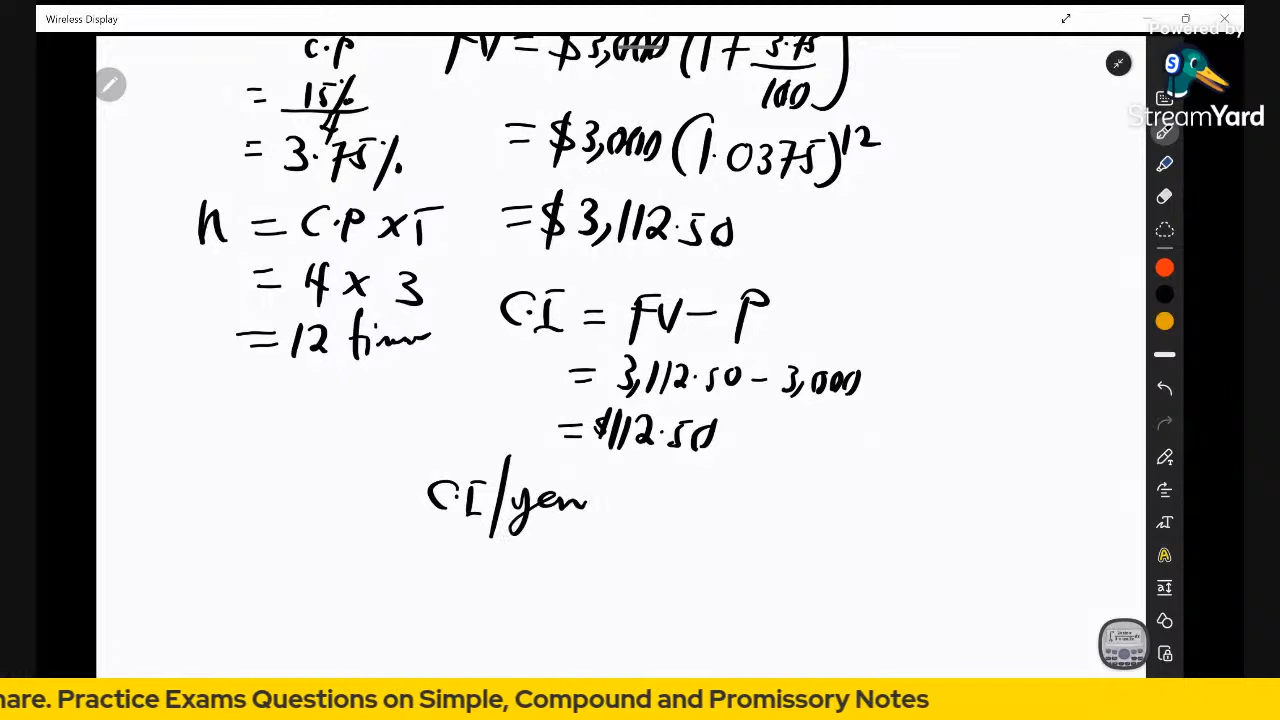 Wireless Display
Powered by
StreamYard
C.P
= 15%
4
= 3.75%
n = C.P x T
= 4 x 3
= 12 times
FV = $3,000 (1 + 3.75
100)
= $3,000 (1.0375)^12
= $3,112.50
C.I = FV - P
= 3,112.50 - 3,000
= $112.50
C.I/year
hare. Practice Exams Questions on Simple, Compound and Promissory Notes